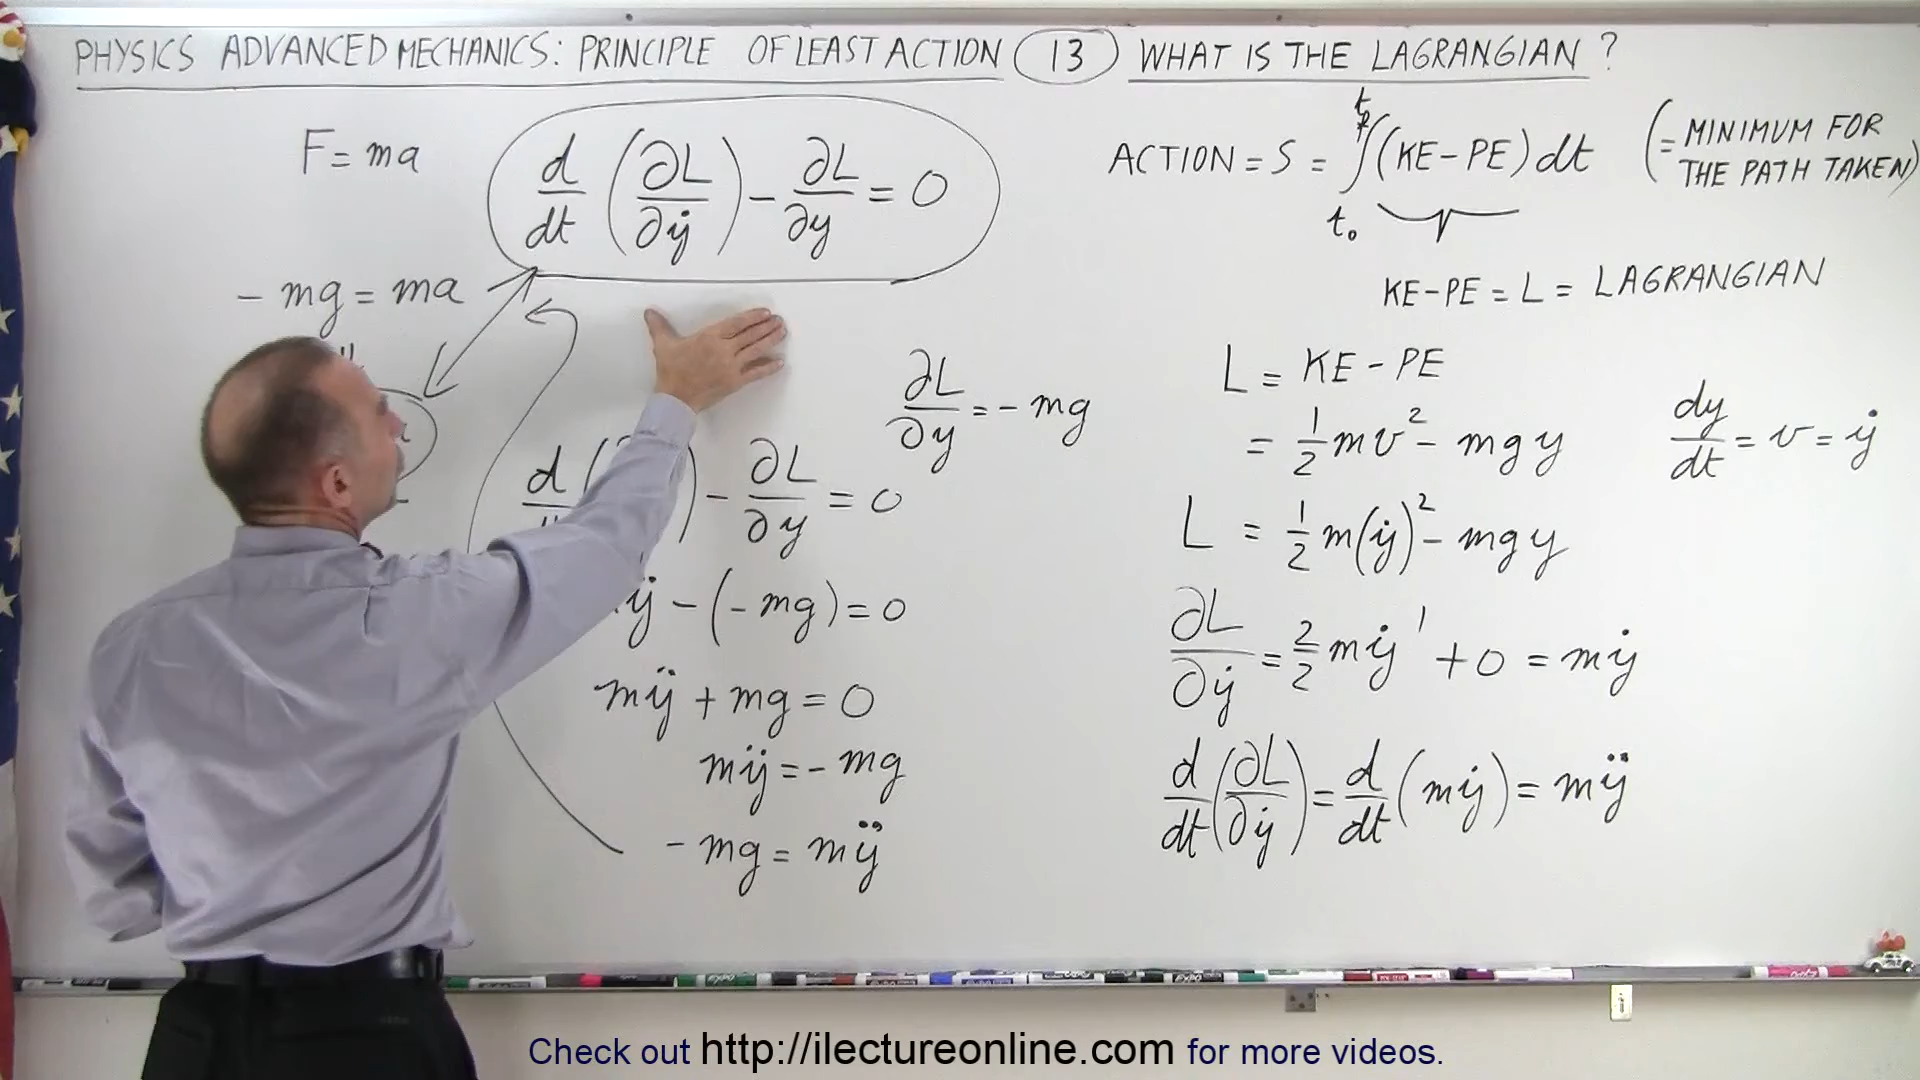 PHYSICS ADVANCED MECHANICS: PRINCIPLE OF LEAST ACTION 13 WHAT IS THE LAGRANGIAN ?
F = ma
d/dt (∂L/∂ẏ) - ∂L/∂y = 0
- mg = ma
d - ∂L/∂y = 0
ÿ - (- mg) = 0
mÿ + mg = 0
mÿ = - mg
- mg = mÿ
∂L/∂y = - mg
ACTION = S = ∫ (KE - PE) dt
t₀
(= MINIMUM FOR
THE PATH TAKEN)
KE - PE = L = LAGRANGIAN
L = KE - PE
= 1/2 mv² - mgy
dy/dt = v = ẏ
L = 1/2 m(ẏ)² - mgy
∂L/∂ẏ = 2/2 mẏ¹ + 0 = mẏ
d/dt (∂L/∂ẏ) = d/dt (mẏ) = mÿ
EXPO
EXPO
Check out http://ilectureonline.com for more videos.